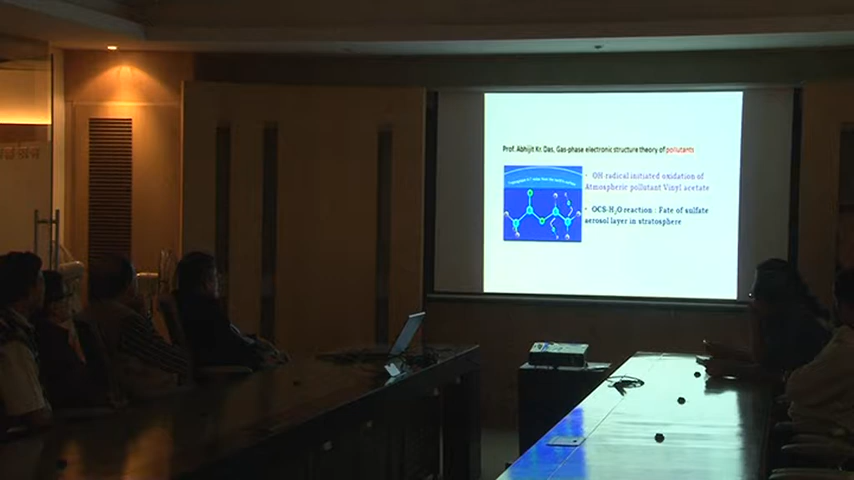 Prof. Abhijit Kr. Das, Gas-phase electronic structure theory of pollutants
- OH radical initiated oxidation of
Atmospheric pollutant Vinyl acetate
- OCS-H2O reaction : Fate of sulfate
aerosol layer in stratosphere